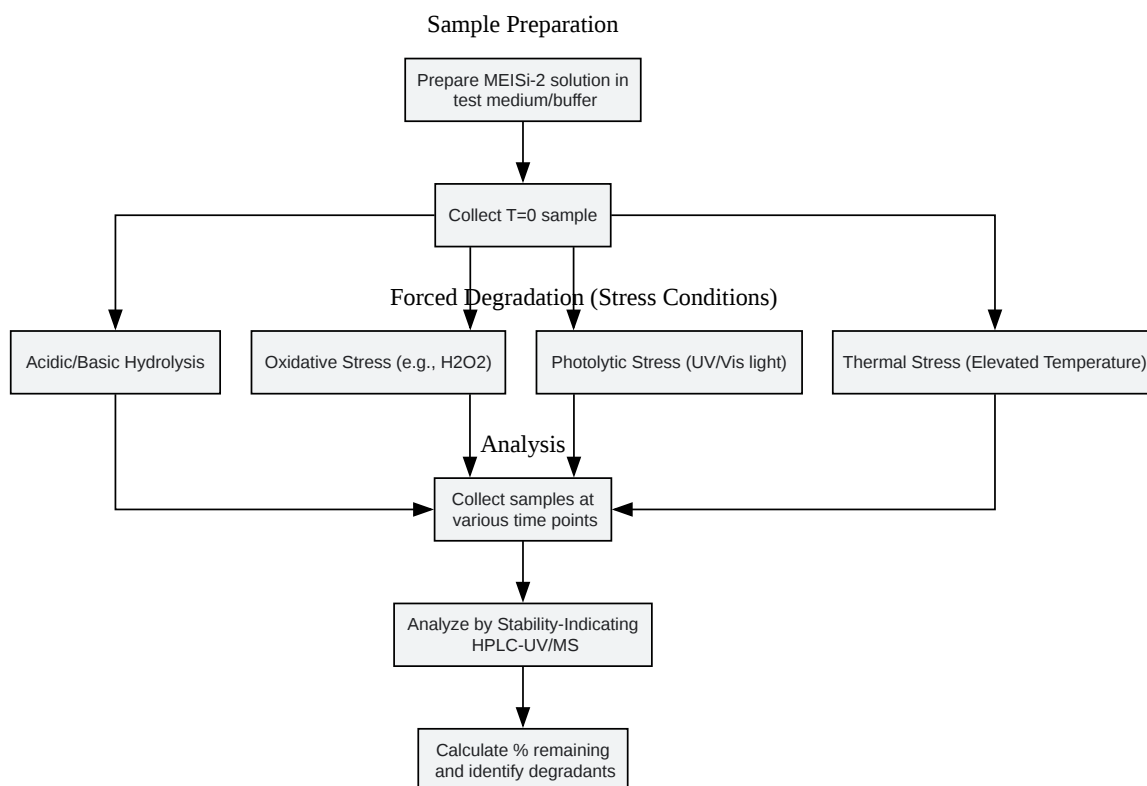 Sample Preparation
Prepare MEISi-2 solution in
test medium/buffer
Collect T=0 sample
Forced Degradation (Stress Conditions)
Acidic/Basic Hydrolysis
Oxidative Stress (e.g., H2O2)
Photolytic Stress (UV/Vis light)
Thermal Stress (Elevated Temperature)
Analysis
Collect samples at
various time points
Analyze by Stability-Indicating
HPLC-UV/MS
Calculate % remaining
and identify degradants